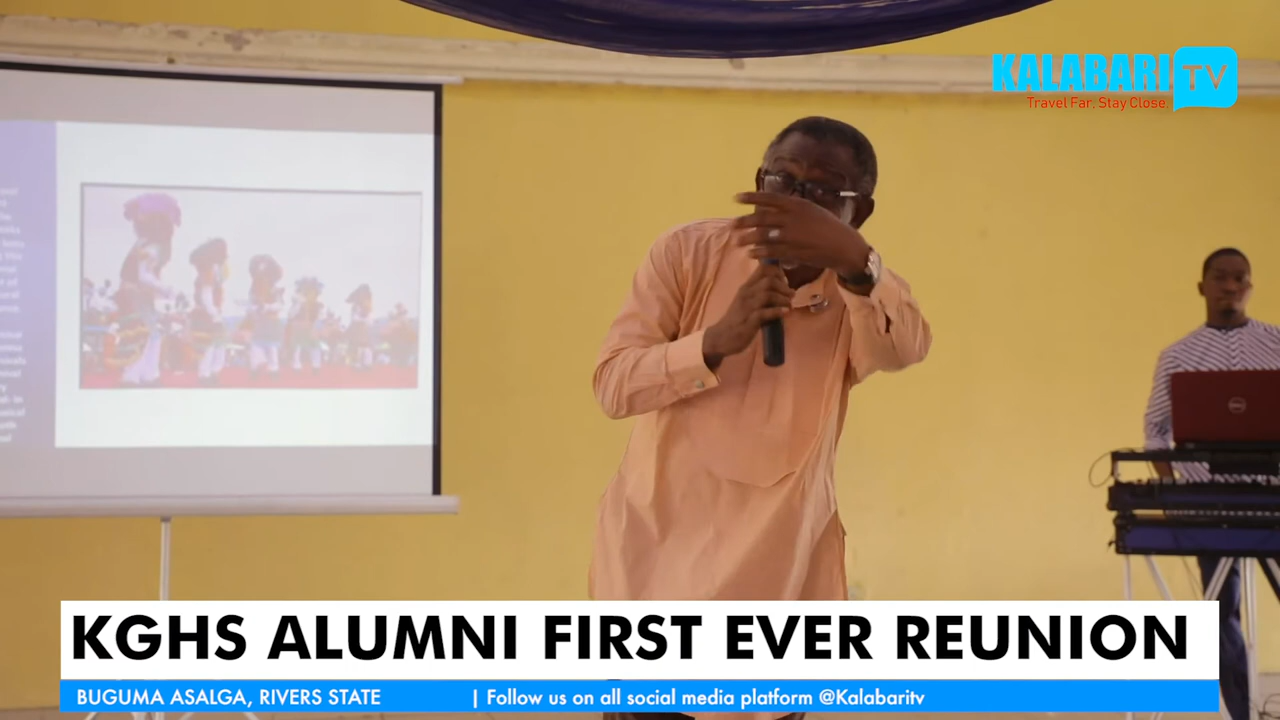 KALABARI TV
Travel Far, Stay Close.
DELL
KGHS ALUMNI FIRST EVER REUNION
BUGUMA ASALGA, RIVERS STATE | Follow us on all social media platform @Kalabaritv